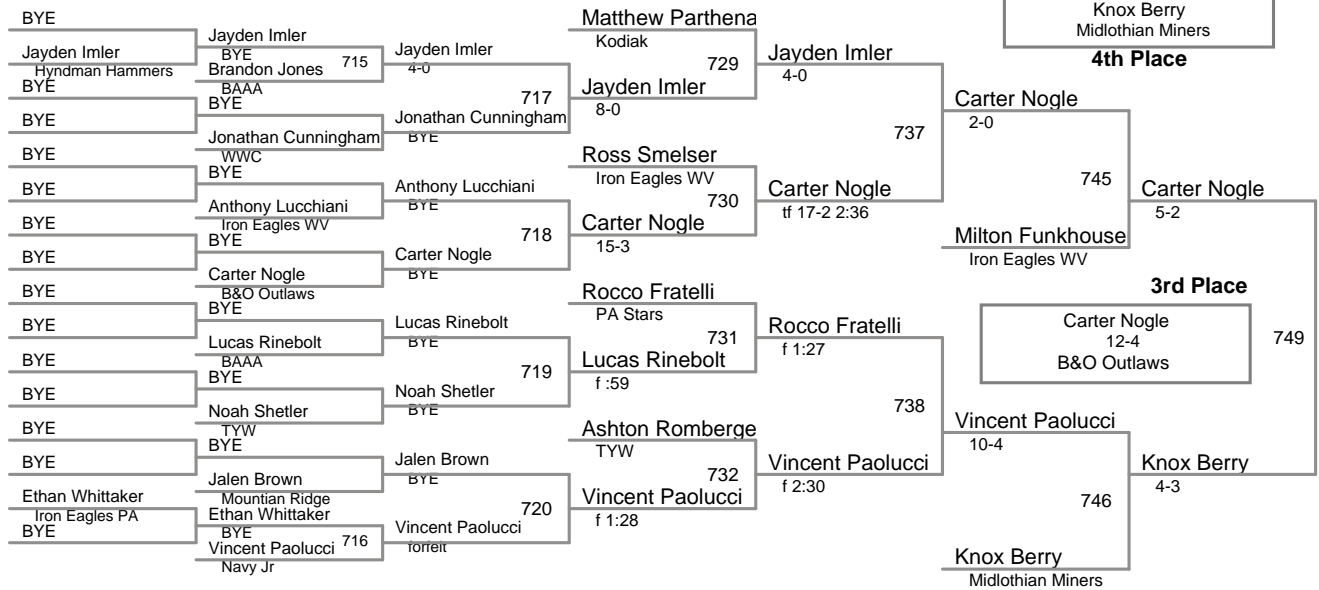 BYE
Jayden Imler
Hyndman Hammers
BYE
BYE
BYE
BYE
BYE
BYE
BYE
BYE
BYE
BYE
BYE
BYE
BYE
Ethan Whittaker
Iron Eagles PA
BYE
Jayden Imler
BYE
715
Brandon Jones
BAAA
BYE
Jonathan Cunningham
WWC
BYE
Anthony Lucchiani
Iron Eagles WV
BYE
Carter Nogle
B&O Outlaws
BYE
Lucas Rinebolt
BAAA
BYE
Noah Shetler
TYW
BYE
Jalen Brown
Mountian Ridge
Ethan Whittaker
BYE
716
Vincent Paolucci
Navy Jr
Jayden Imler
4-0
717
Jonathan Cunningham
BYE
Anthony Lucchiani
BYE
718
Carter Nogle
BYE
Lucas Rinebolt
BYE
719
Noah Shetler
BYE
Jalen Brown
BYE
720
Vincent Paolucci
forfeit
Matthew Parthena
Kodiak
729
Jayden Imler
8-0
Ross Smelser
Iron Eagles WV
730
Carter Nogle
15-3
Rocco Fratelli
PA Stars
731
Lucas Rinebolt
f :59
Ashton Romberge
TYW
732
Vincent Paolucci
f 1:28
Jayden Imler
4-0
737
Carter Nogle
tf 17-2 2:36
Rocco Fratelli
f 1:27
738
Vincent Paolucci
f 2:30
Carter Nogle
2-0
745
Milton Funkhouse
Iron Eagles WV
Vincent Paolucci
10-4
746
Knox Berry
Midlothian Miners
Carter Nogle
5-2
749
Knox Berry
4-3
Knox Berry
Midlothian Miners
4th Place
3rd Place
Carter Nogle
12-4
B&O Outlaws